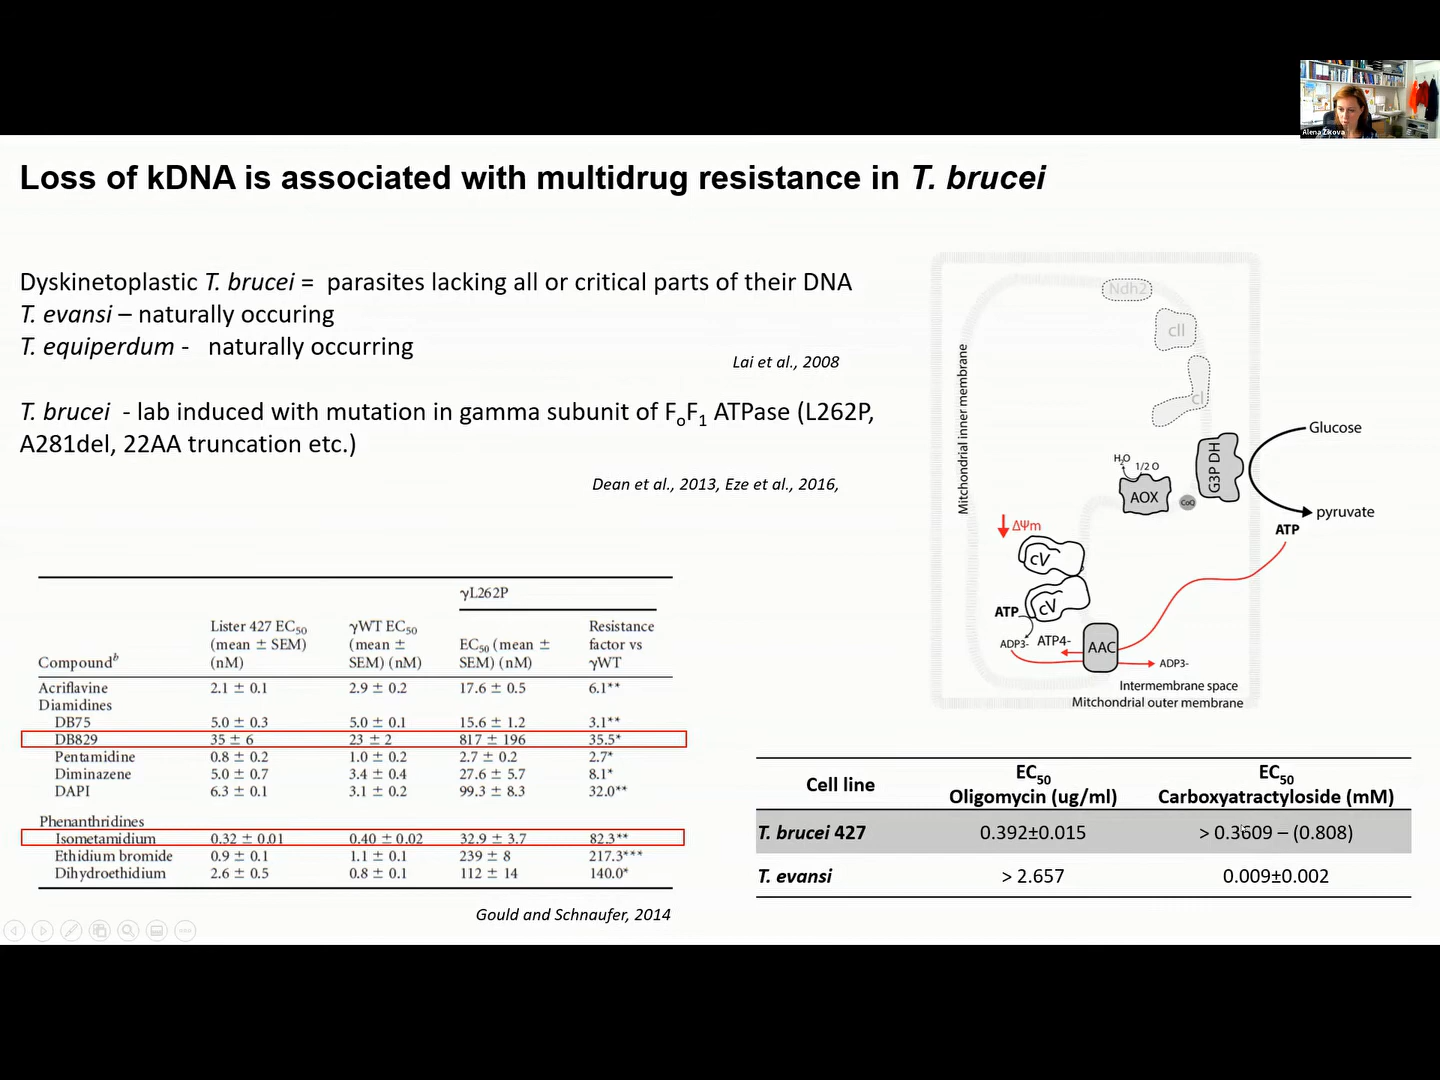 Alena Zikova
Loss of kDNA is associated with multidrug resistance in T. brucei
Dyskinetoplastic T. brucei = parasites lacking all or critical parts of their DNA
T. evansi – naturally occuring
T. equiperdum - naturally occurring
Lai et al., 2008
T. brucei - lab induced with mutation in gamma subunit of FoF1 ATPase (L262P,
A281del, 22AA truncation etc.)
Dean et al., 2013, Eze et al., 2016,
γL262P
Lister 427 EC50 γWT EC50 Resistance
(mean ± SEM) (mean ± EC50 (mean ± factor vs
Compoundb (nM) SEM) (nM) SEM) (nM) γWT
Acriflavine 2.1 ± 0.1 2.9 ± 0.2 17.6 ± 0.5 6.1**
Diamidines
DB75 5.0 ± 0.3 5.0 ± 0.1 15.6 ± 1.2 3.1**
DB829 35 ± 6 23 ± 2 817 ± 196 35.5*
Pentamidine 0.8 ± 0.2 1.0 ± 0.2 2.7 ± 0.2 2.7*
Diminazene 5.0 ± 0.7 3.4 ± 0.4 27.6 ± 5.7 8.1*
DAPI 6.3 ± 0.1 3.1 ± 0.2 99.3 ± 8.3 32.0**
Phenanthridines
Isometamidium 0.32 ± 0.01 0.40 ± 0.02 32.9 ± 3.7 82.3**
Ethidium bromide 0.9 ± 0.1 1.1 ± 0.1 239 ± 8 217.3***
Dihydroethidium 2.6 ± 0.5 0.8 ± 0.1 112 ± 14 140.0*
Gould and Schnaufer, 2014
Mitchondrial inner membrane
Ndh2
cII
cI
Glucose
G3P DH
H2O
1/2 O
AOX
CoQ
pyruvate
ATP
ΔΨm
cV
cV
ATP
ADP3-
ATP4-
AAC
ADP3-
Intermembrane space
Mitochondrial outer membrane
Cell line EC50 Oligomycin (ug/ml) EC50 Carboxyatractyloside (mM)
T. brucei 427 0.392±0.015 > 0.3609 – (0.808)
T. evansi > 2.657 0.009±0.002